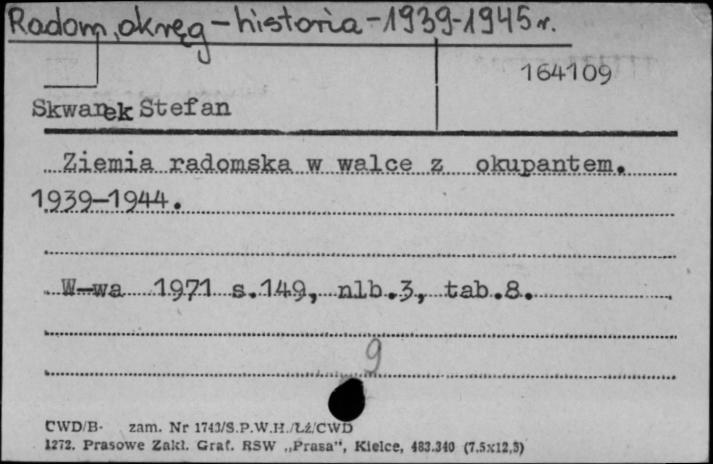 Radom, okręg – historia – 1939-1945 r.
164109
Skwarek Stefan
Ziemia radomska w walce z okupantem.
1939-1944.
W-wa 1971 s.149, nlb.3, tab.8.
9
CWD/B- zam. Nr 1743/S.P.W.H./Łź/CWD
1272. Prasowe Zakł. Graf. RSW „Prasa", Kielce, 483.340 (7,5x12,5)